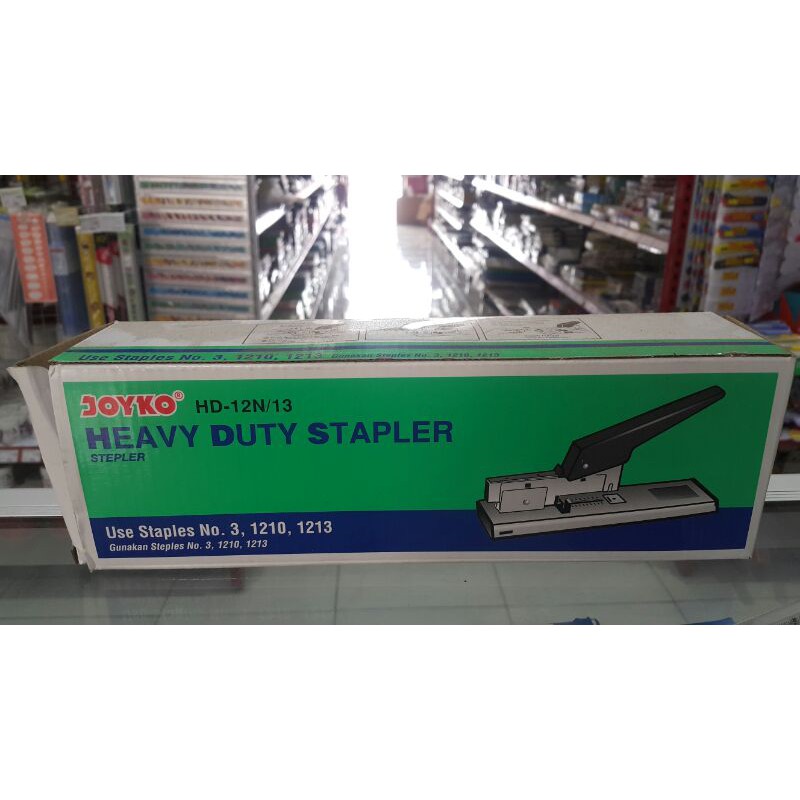 Use Staples No. 3, 1210, 1213 Gunakan Steples No. 3, 1210, 1213
JOYKO® HD-12N/13
HEAVY DUTY STAPLER
STEPLER
Use Staples No. 3, 1210, 1213
Gunakan Steples No. 3, 1210, 1213